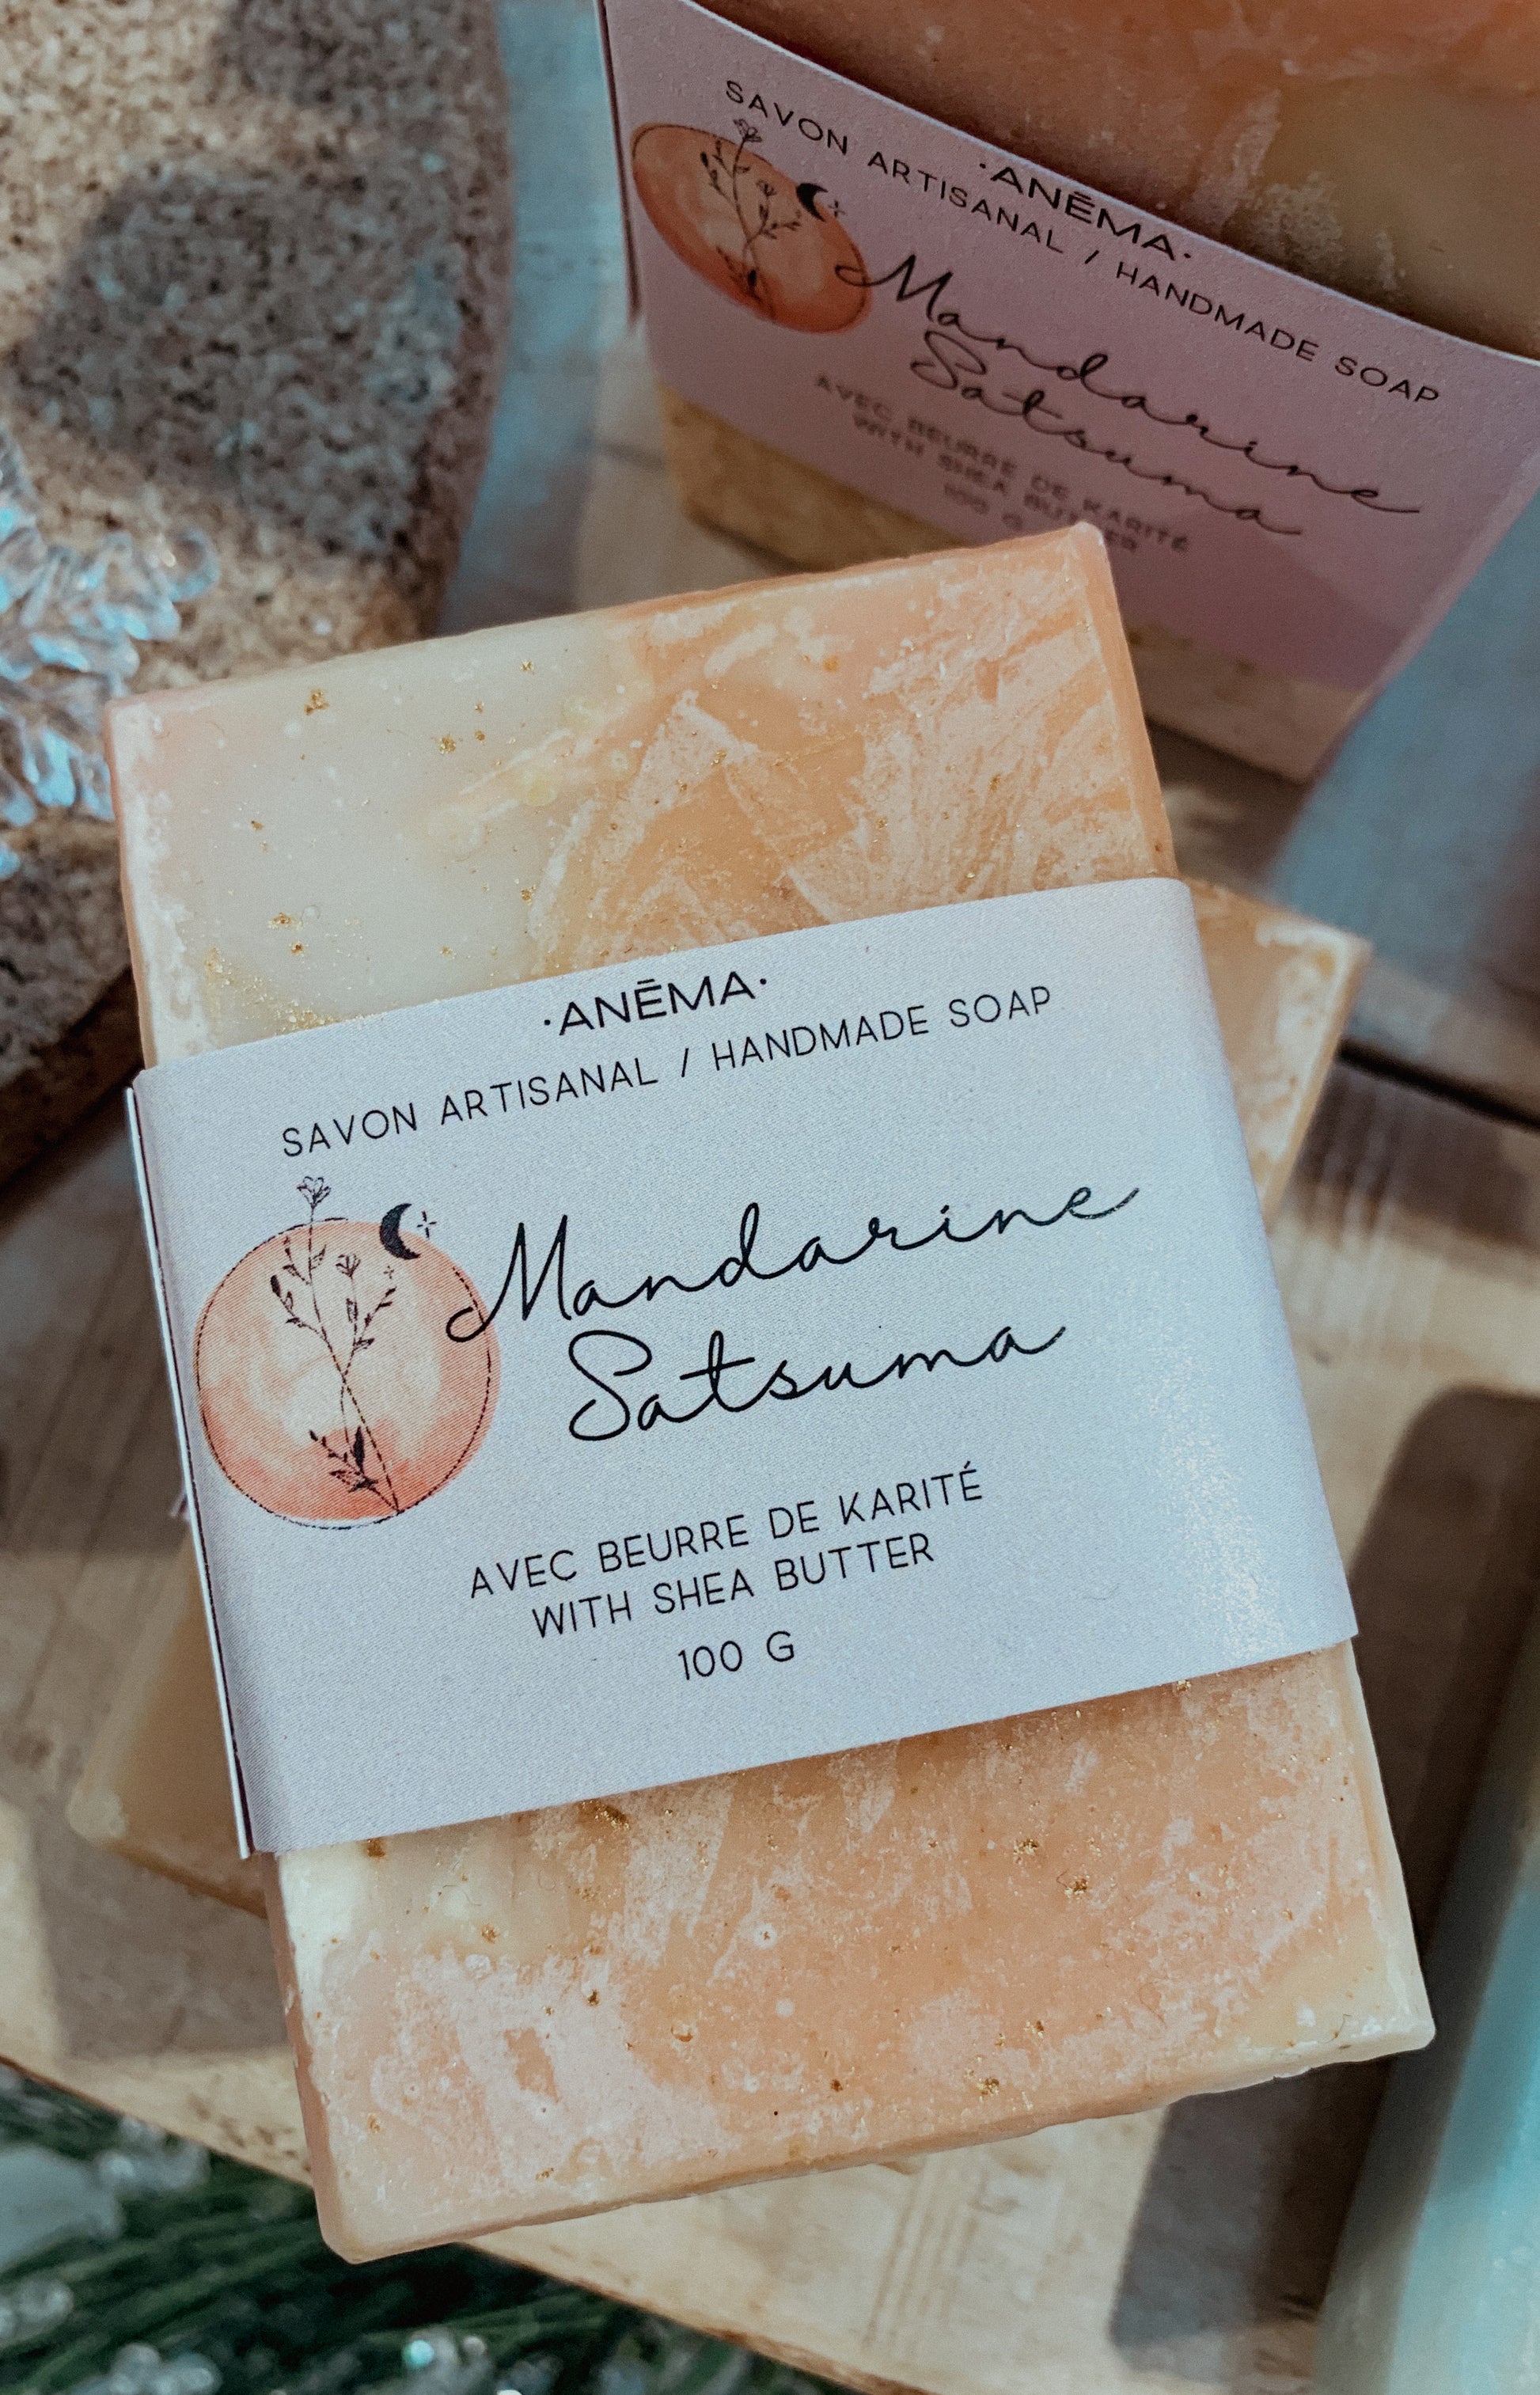 SAVON ARTISANAL / HANDMADE SOAP
·ANĒMA·
Mandarine
Satsuma
AVEC BEURRE DE KARITÉ
WITH SHEA BUTTER
100 G
·ANĒMA·
SAVON ARTISANAL / HANDMADE SOAP
Mandarine
Satsuma
AVEC BEURRE DE KARITÉ
WITH SHEA BUTTER
100 G